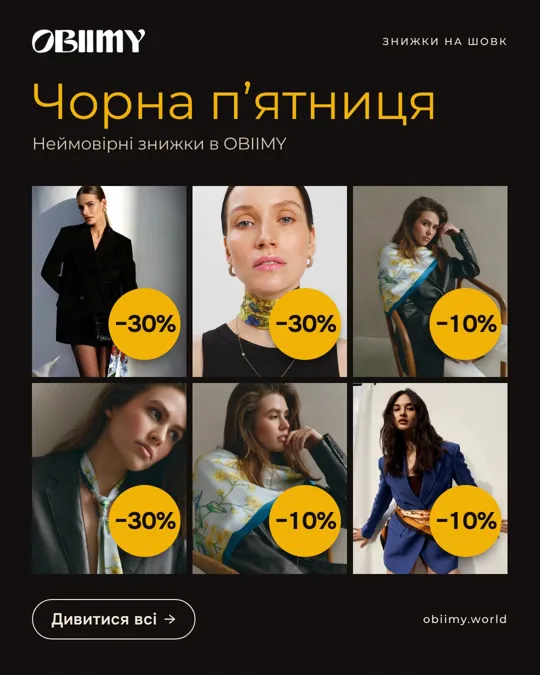 OBIIMY
ЗНИЖКИ НА ШОВК
Чорна п’ятниця
Неймовірні знижки в OBIIMY
-30%
-30%
-10%
-30%
-10%
-10%
Дивитися всі →
obiimy.world